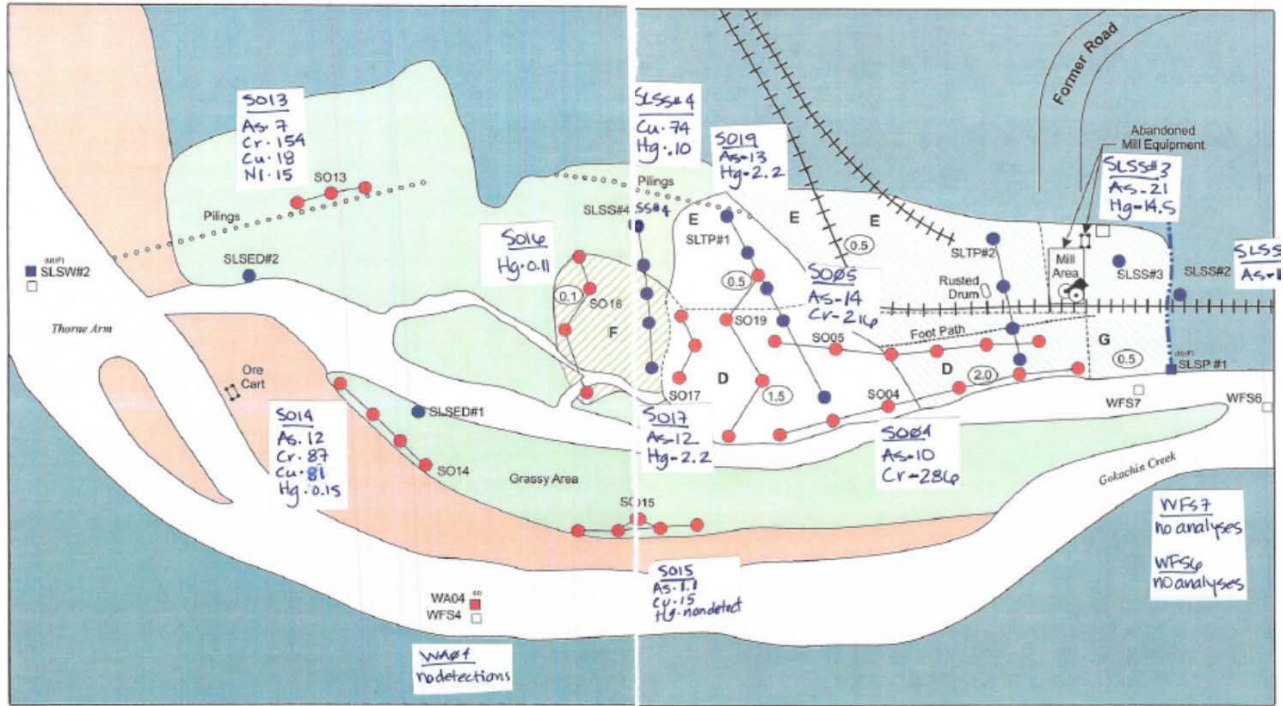 SO13
As. 7
Cr. 154
Cu. 18
NI. 15
SO13
Pilings
SLSED#2
SLSW#2
Thorne Arm
Ore
Cart
SLSS#4
Cu. 74
Hg. .10
SO19
As=13
Hg=2.2
Pilings
SLSS#4
SS#4
SO16
Hg. 0.11
0.1
SO16
F
E
E
E
SLTP#1
0.5
0.5
SLTP#2
Former Road
Abandoned
Mill Equipment
SLSS#3
As-21
Hg=14.5
Mill
Area
SLSS#3
SLSS#2
SLSS
As=
Rusted
Drum
SO05
As-14
Cr-216
Foot Path
SO19
SO05
D
D
G
0.5
2.0
1.5
SO17
SO04
SLSP #1
WFS7
WFS6
SO17
As-12
Hg=2.2
SO04
As=10
Cr-286
SLSED#1
SO14
As. 12
Cr. 87
Cu. 81
Hg. 0.15
SO14
Grassy Area
SO15
Gokachin Creek
SO15
As. 1.1
Cu. 15
Hg. nondetect
WA04
WFS4
WA04
no detections
WFS7
no analyses
WFS6
no analyses